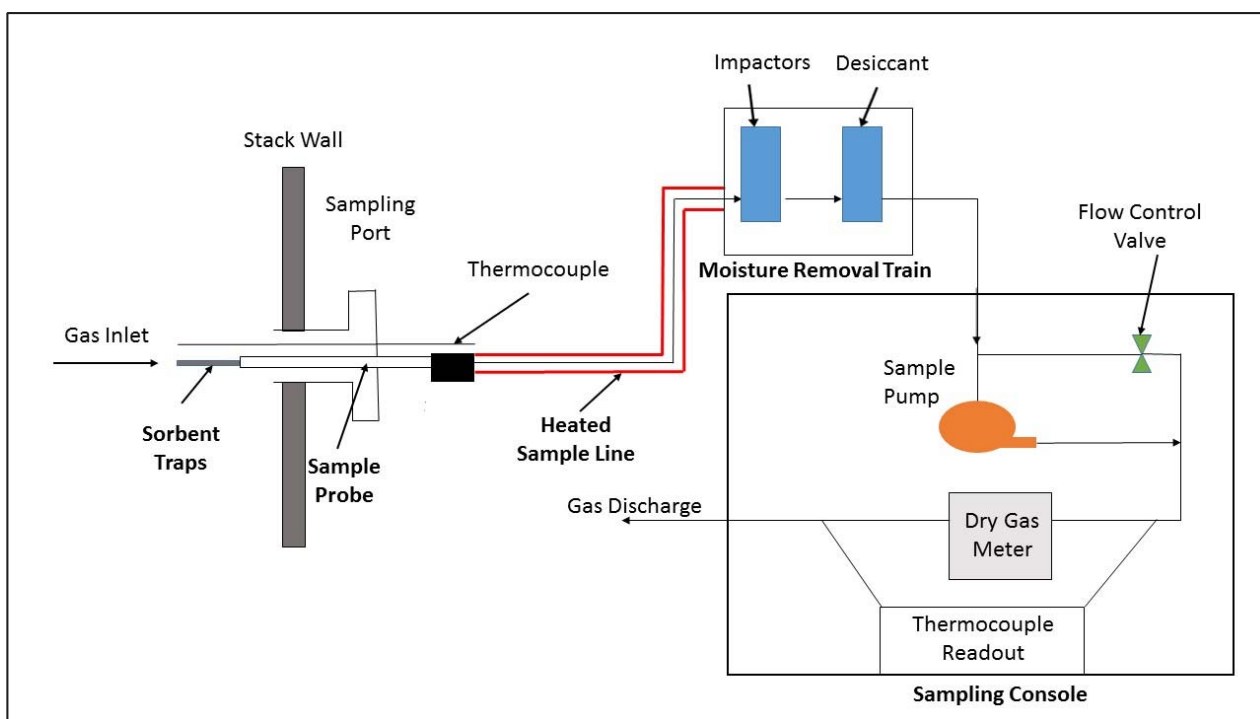 Impactors
Desiccant
Stack Wall
Sampling
Port
Flow Control
Valve
Thermocouple
Moisture Removal Train
Gas Inlet
Sample
Pump
Sorbent
Traps
Sample
Probe
Heated
Sample Line
Gas Discharge
Dry Gas
Meter
Thermocouple
Readout
Sampling Console